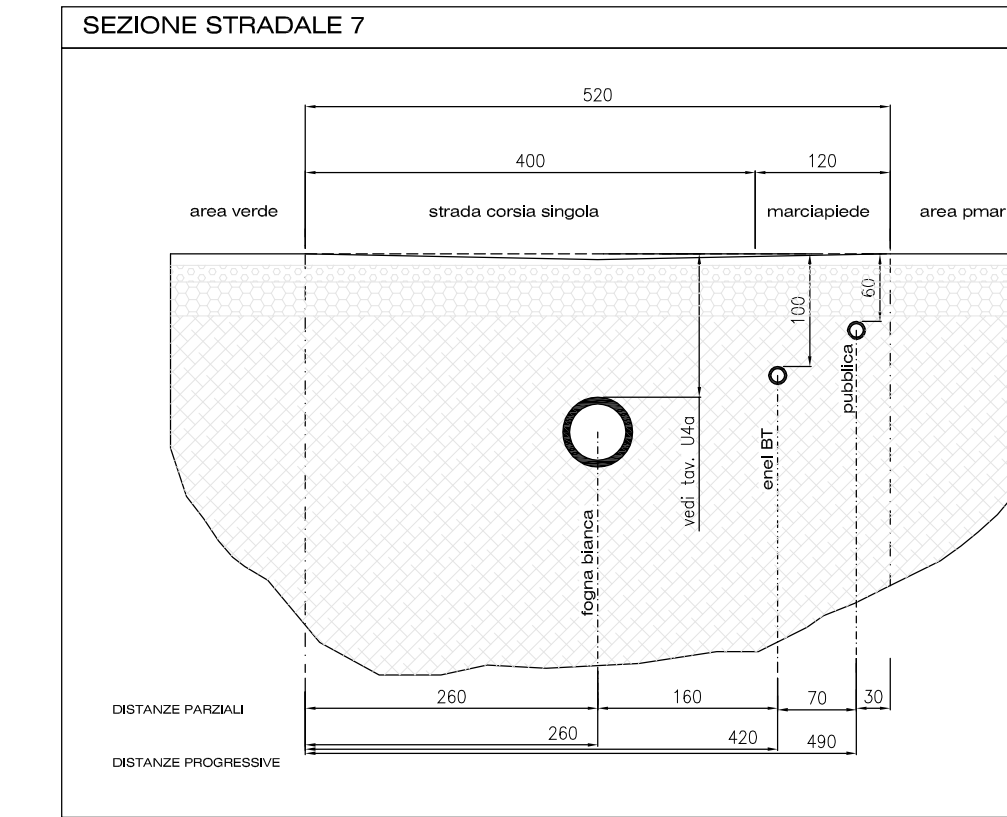 SEZIONE STRADALE 7
520
400
120
area verde
strada corsia singola
marciapiede
area pmar
100
60
vedi tav. U4a
enel BT
pubblica
fogna bianca
DISTANZE PARZIALI
260
160
70
30
260
420
490
DISTANZE PROGRESSIVE